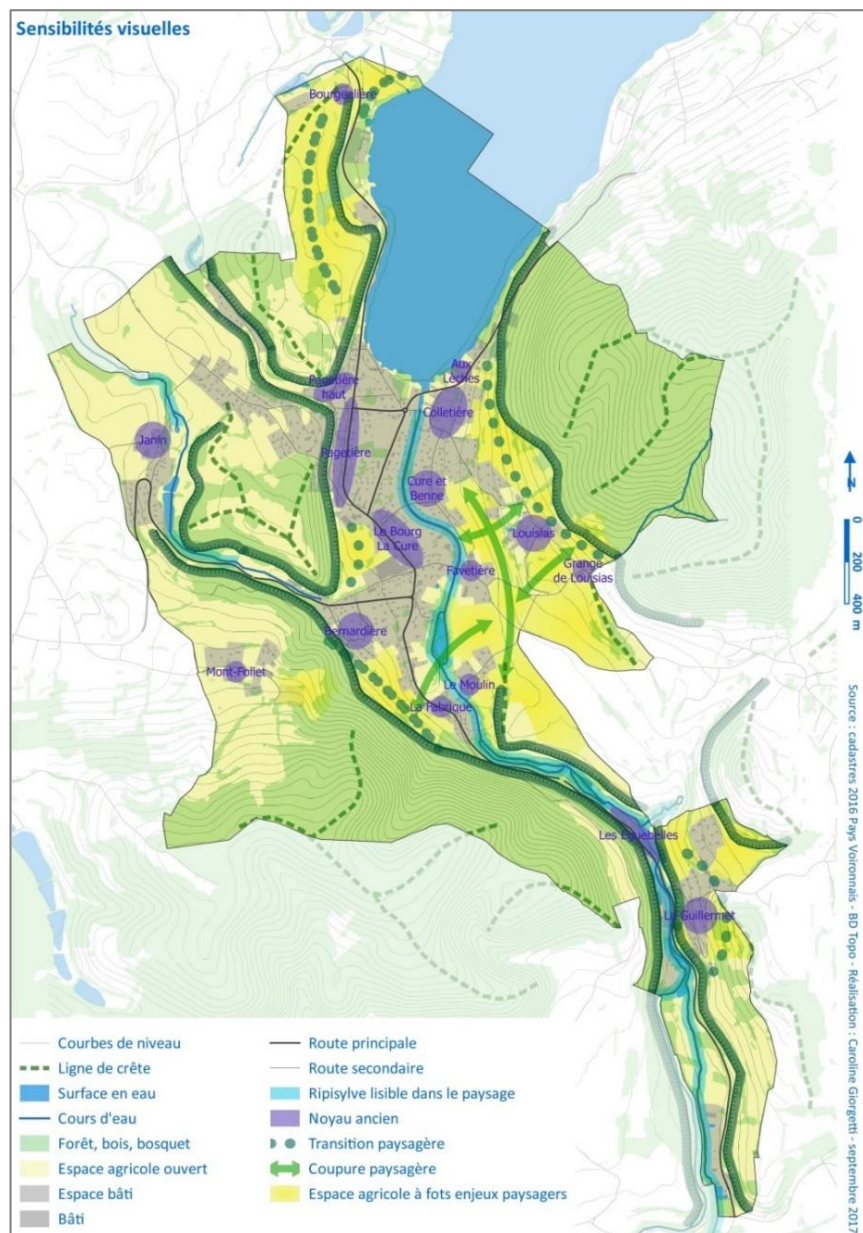 Sensibilités visuelles
Bourgealière
Aux
Lèches
Pagetière
haut
Colletière
Janin
Pagetière
Cure et
Benne
Le Bourg
La Cure
Louisias
Favetière
Grange
de Louisias
Bernardière
Mont-Follet
Le Moulin
La Fabrique
Les Eguebelles
Le Guillermet
N
0
200
400 m
Source : cadastres 2016 Pays Voironnais - BD Topo - Réalisation : Caroline Giorgetti - septembre 2017
Courbes de niveau
Ligne de crête
Surface en eau
Cours d'eau
Forêt, bois, bosquet
Espace agricole ouvert
Espace bâti
Bâti
Route principale
Route secondaire
Ripisylve lisible dans le paysage
Noyau ancien
Transition paysagère
Coupure paysagère
Espace agricole à fots enjeux paysagers